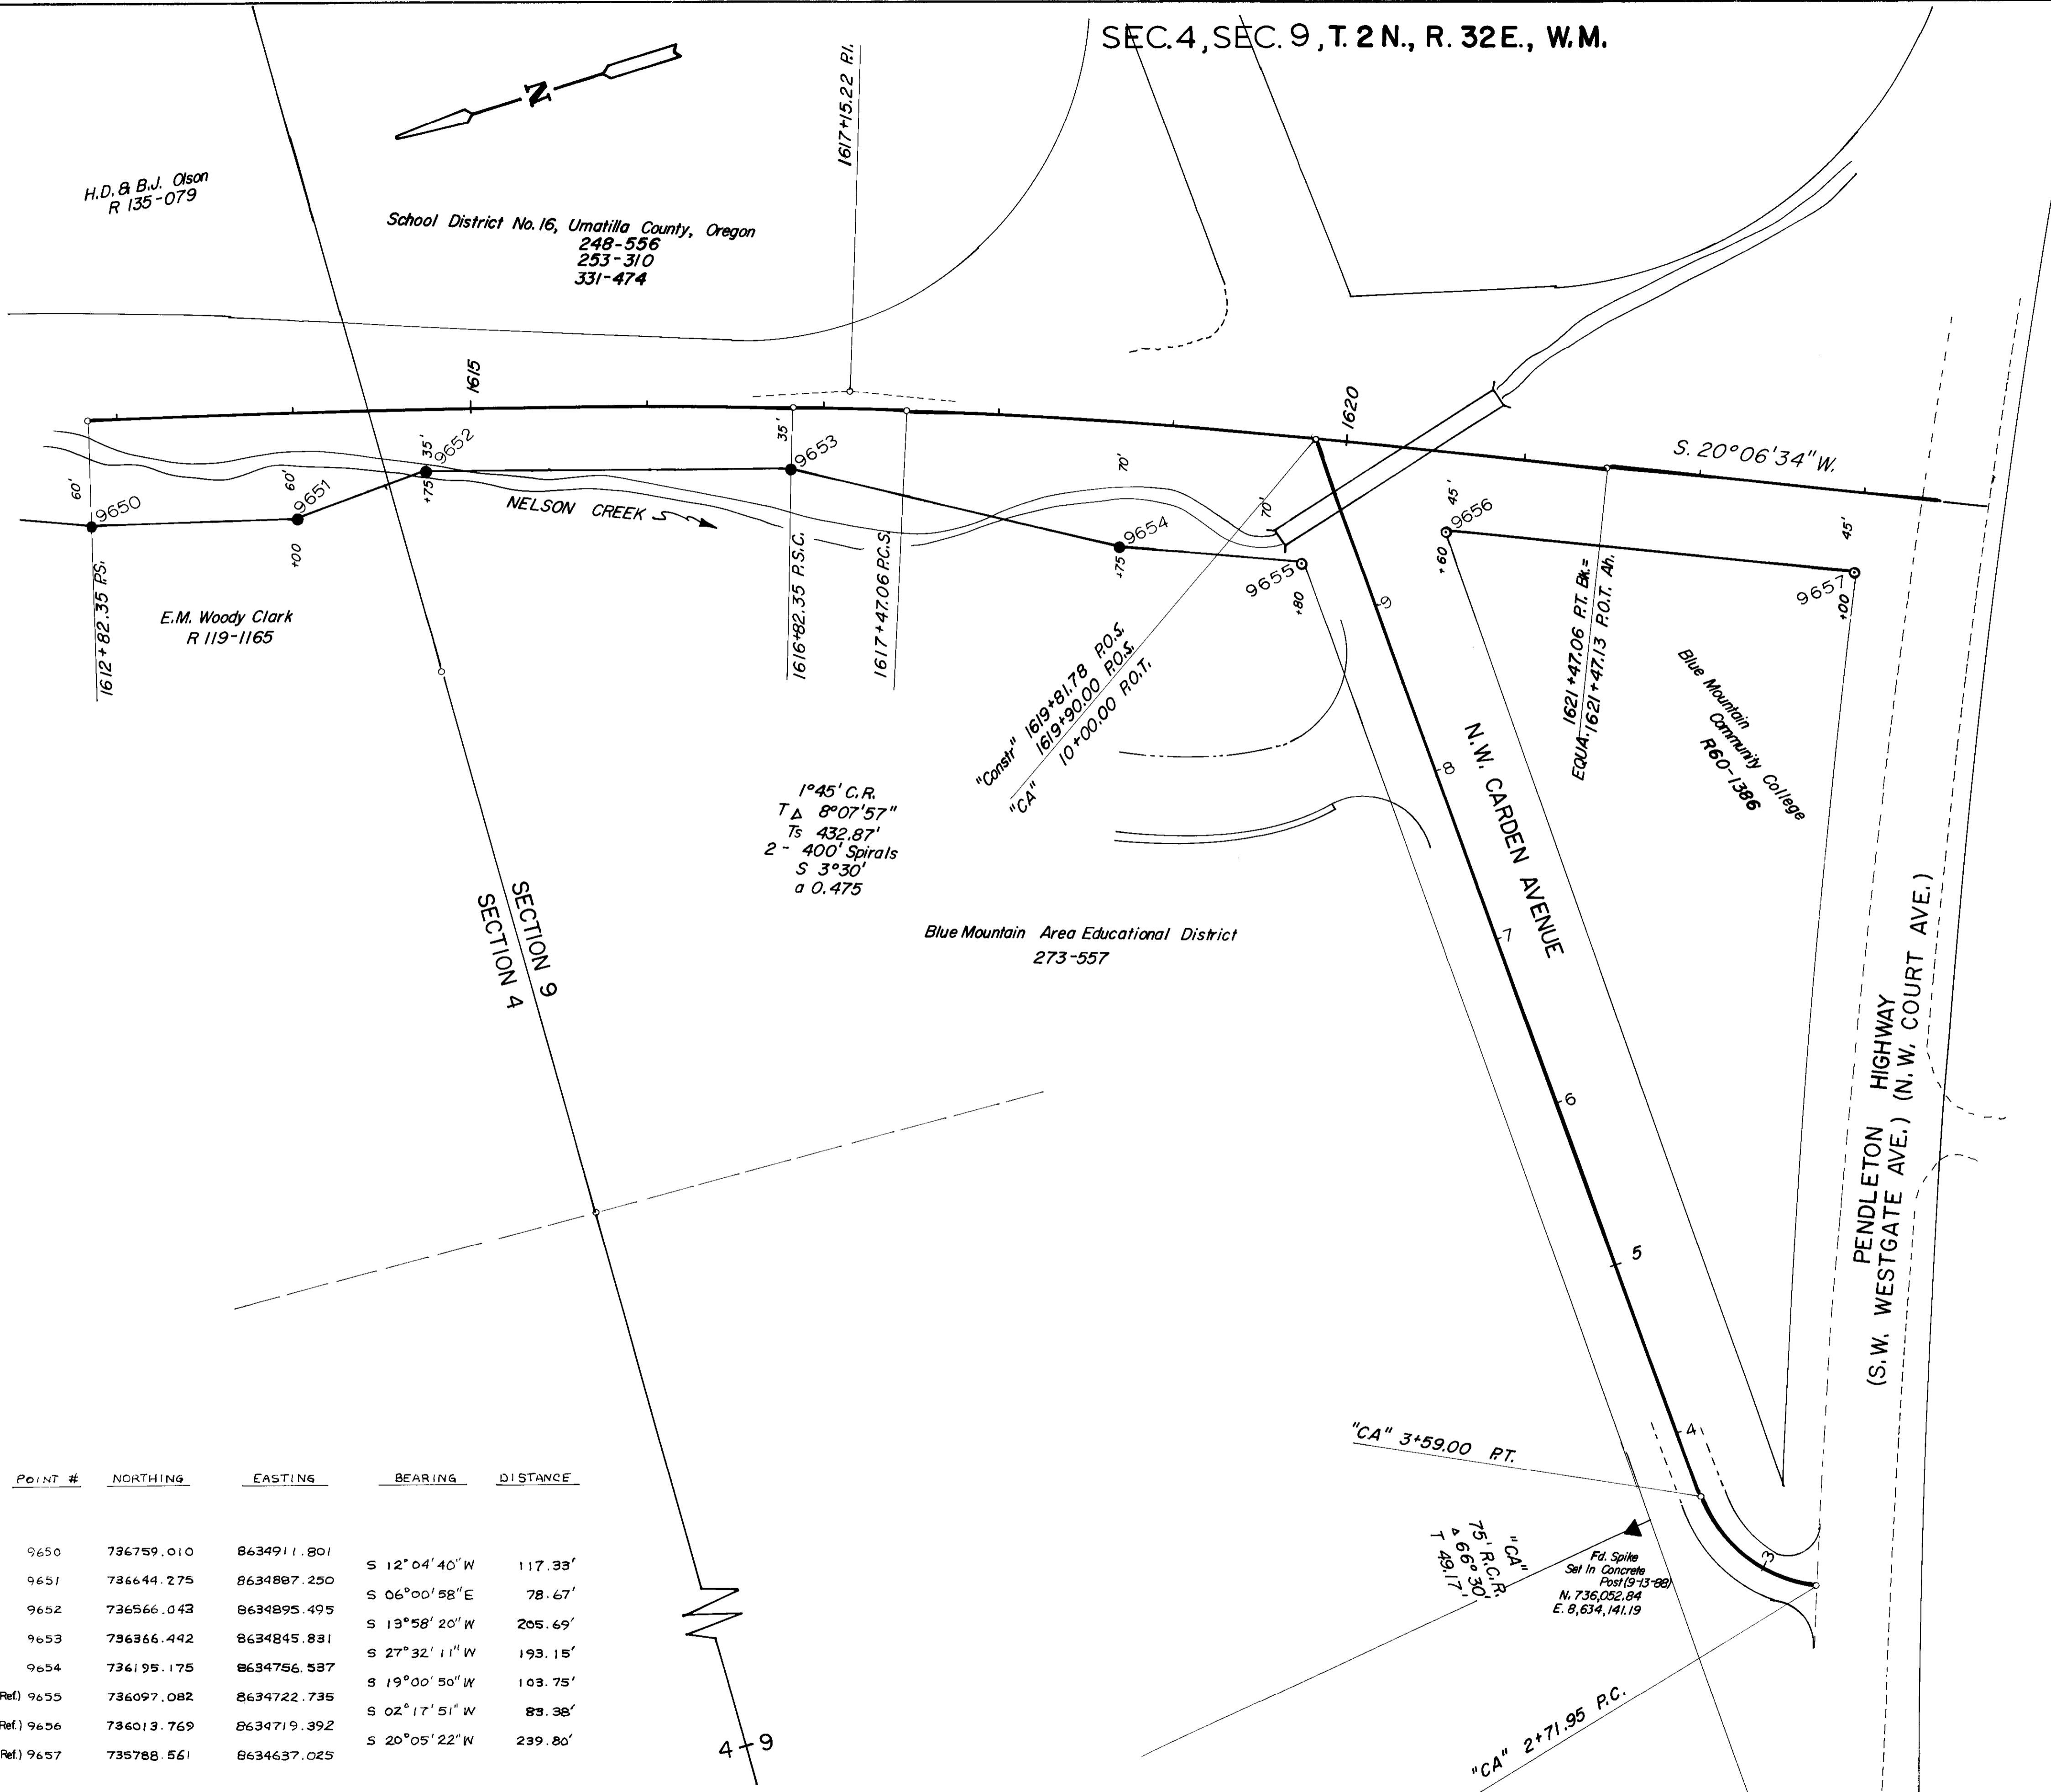 SEC. 4, SEC. 9, T. 2 N., R. 32 E., W.M.
N
1617+15.22 P.I.
H.D. & B.J. Olson
R 135-079
School District No. 16, Umatilla County, Oregon
248-556
253-310
331-474
1615
1620
S. 20°06'34" W.
60'
9650
60'
9651
+00
35'
9652
+75
35'
9653
NELSON CREEK
70'
9654
+75
70'
9655
+80
45'
9656
+60
45'
9657
+00
1612+82.35 P.S.
1616+82.35 P.S.C.
1617+47.06 P.C.S.
E.M. Woody Clark
R 119-1165
"Constr" 1619+81.78 P.O.S.
1619+90.00 P.O.S.
"CA" 10+00.00 P.O.T.
EQUA. 1621+47.06 P.T. Bk.=
1621+47.13 P.O.T. Ah.
Blue Mountain
Community College
R60-1386
1°45' C.R.
T Δ 8°07'57"
Ts 432.87'
2 - 400' Spirals
S 3°30'
a 0.475
Blue Mountain Area Educational District
273-557
SECTION 9
SECTION 4
N.W. CARDEN AVENUE
9
8
7
6
5
4
3
PENDLETON HIGHWAY
(S.W. WESTGATE AVE.) (N.W. COURT AVE.)
"CA" 3+59.00 P.T.
"CA"
75' R.C.R.
Δ 66°30'
T 49.17'
Fd. Spike
Set In Concrete
Post (9-13-88)
N. 736,052.84
E. 8,634,141.19
"CA" 2+71.95 P.C.
4 9
POINT # NORTHING EASTING BEARING DISTANCE
9650 736759.010 8634911.801
S 12°04'40" W 117.33'
9651 736644.275 8634887.250
S 06°00'58" E 78.67'
9652 736566.043 8634895.495
S 13°58'20" W 205.69'
9653 736366.442 8634845.831
S 27°32'11" W 193.15'
9654 736195.175 8634756.537
S 19°00'50" W 103.75'
Ref.) 9655 736097.082 8634722.735
S 02°17'51" W 83.38'
Ref.) 9656 736013.769 8634719.392
S 20°05'22" W 239.80'
Ref.) 9657 735788.561 8634637.025